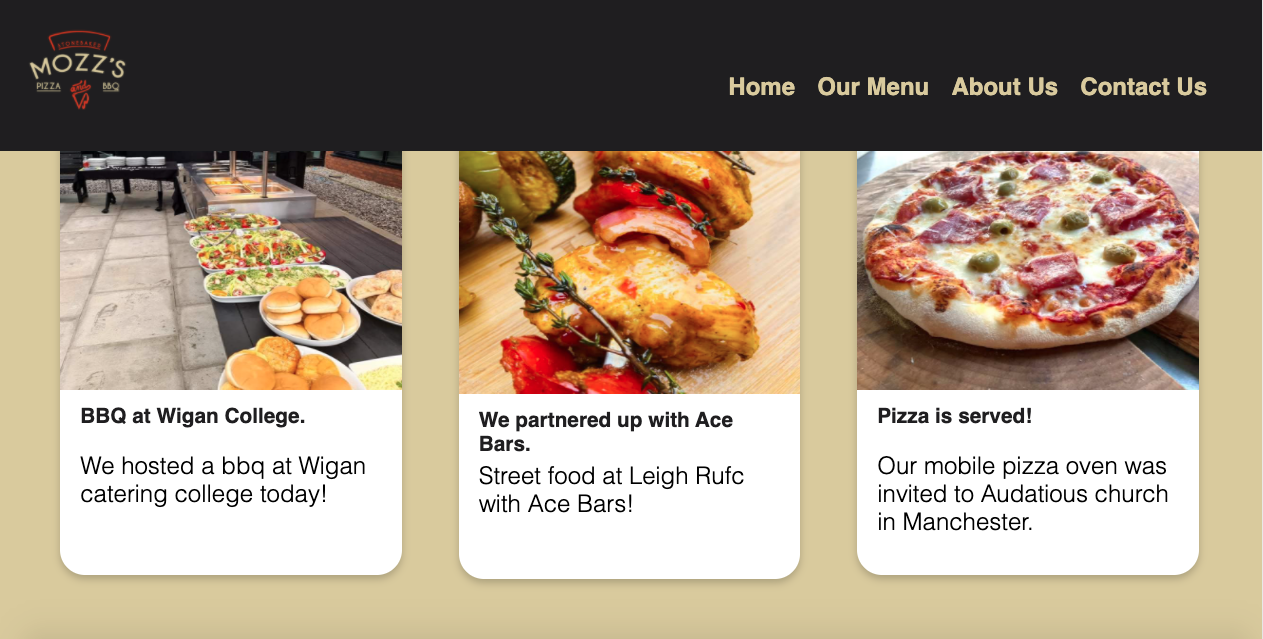 STONEBAKED
MOZZ'S
PIZZA and BBQ
Home Our Menu About Us Contact Us
BBQ at Wigan College.
We hosted a bbq at Wigan
catering college today!
We partnered up with Ace
Bars.
Street food at Leigh Rufc
with Ace Bars!
Pizza is served!
Our mobile pizza oven was
invited to Audatious church
in Manchester.